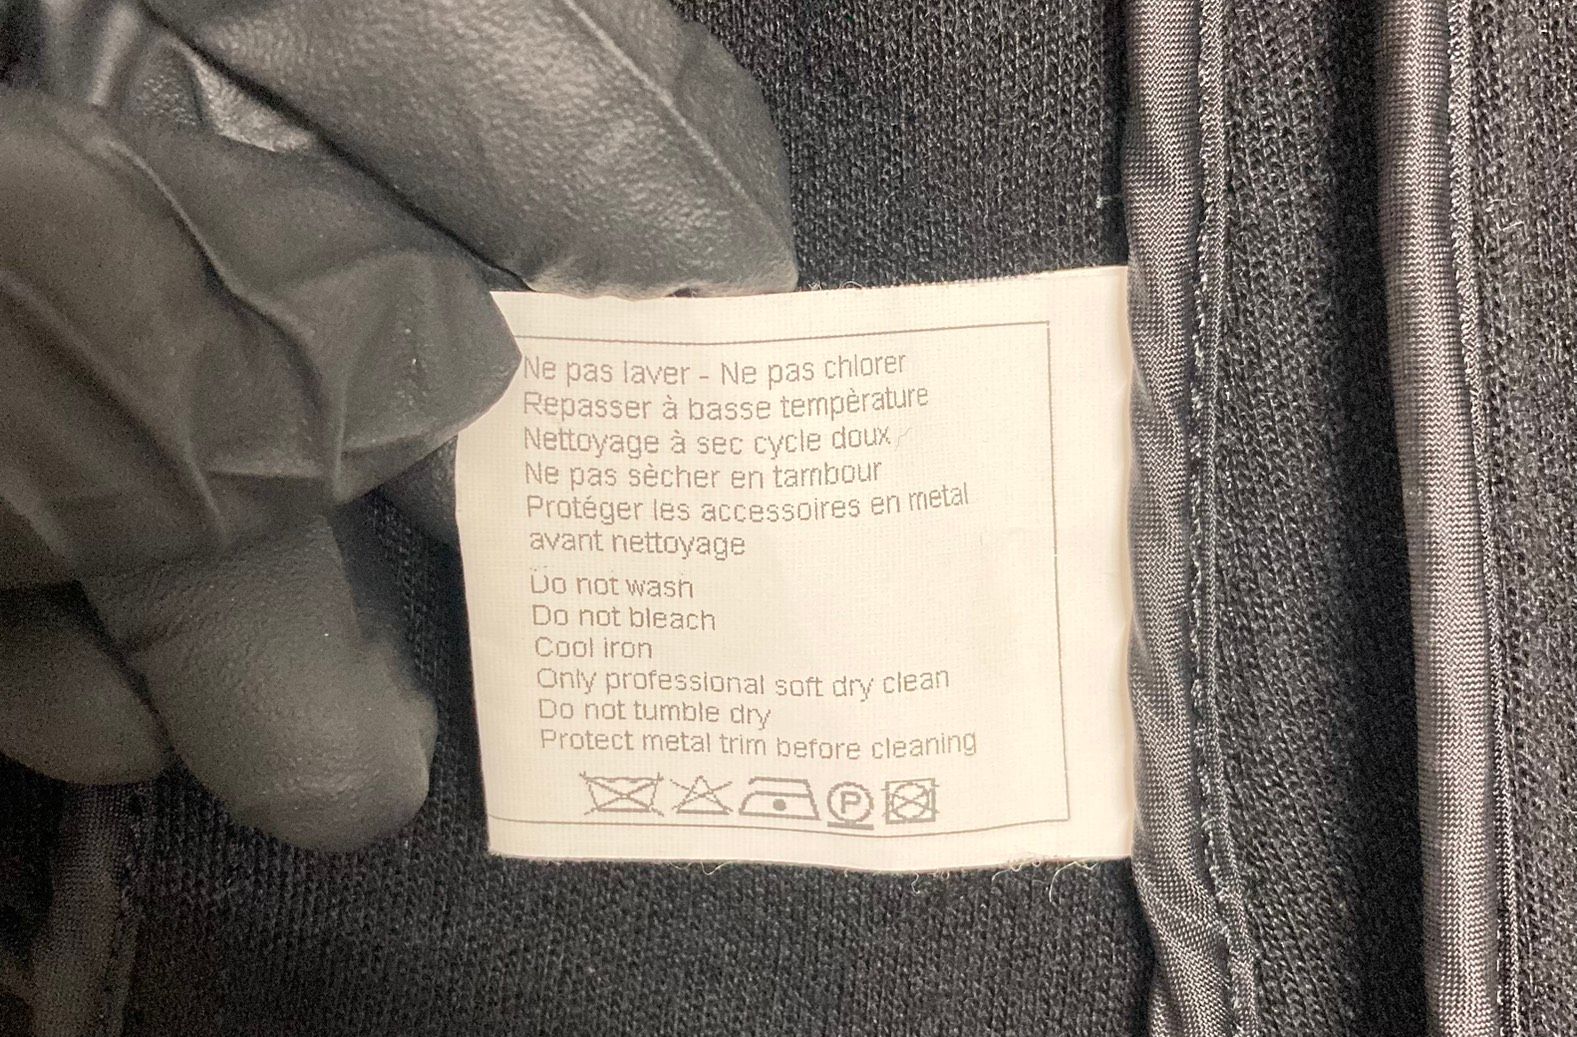 Ne pas laver - Ne pas chlorer
Repasser à basse tempèrature
Nettoyage à sec cycle doux
Ne pas sècher en tambour
Protéger les accessoires en metal
avant nettoyage
Do not wash
Do not bleach
Cool iron
Only professional soft dry clean
Do not tumble dry
Protect metal trim before cleaning
P